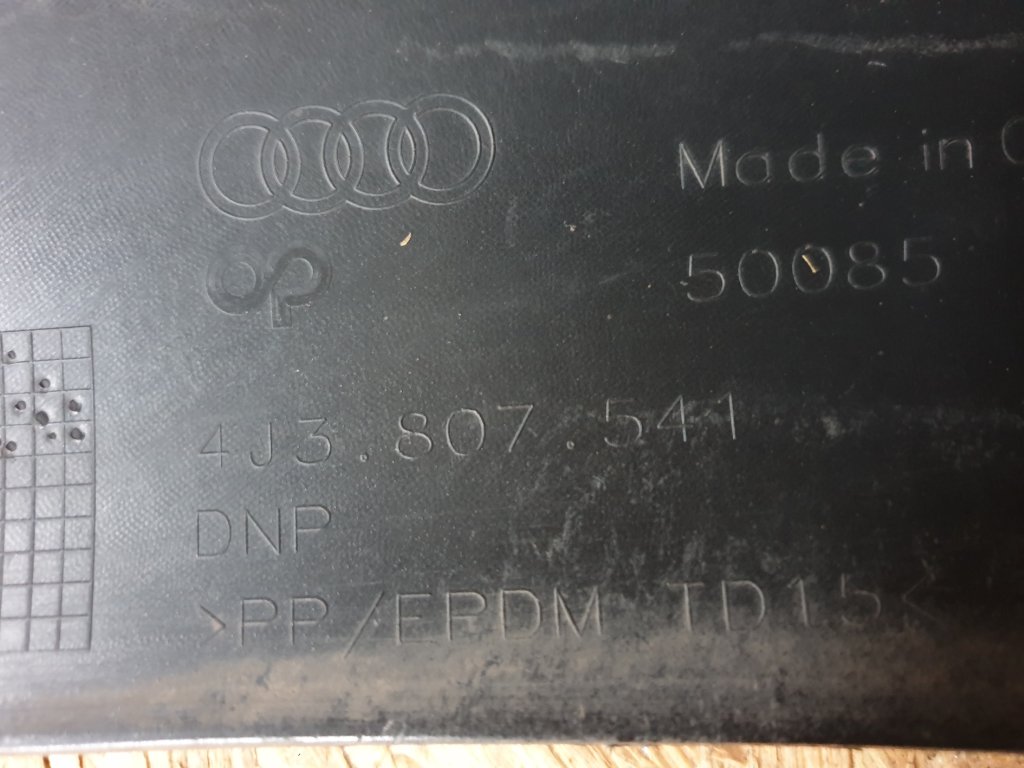 Made in
50085
4J3.807.541
DNP
>PP/EPDM TD15<